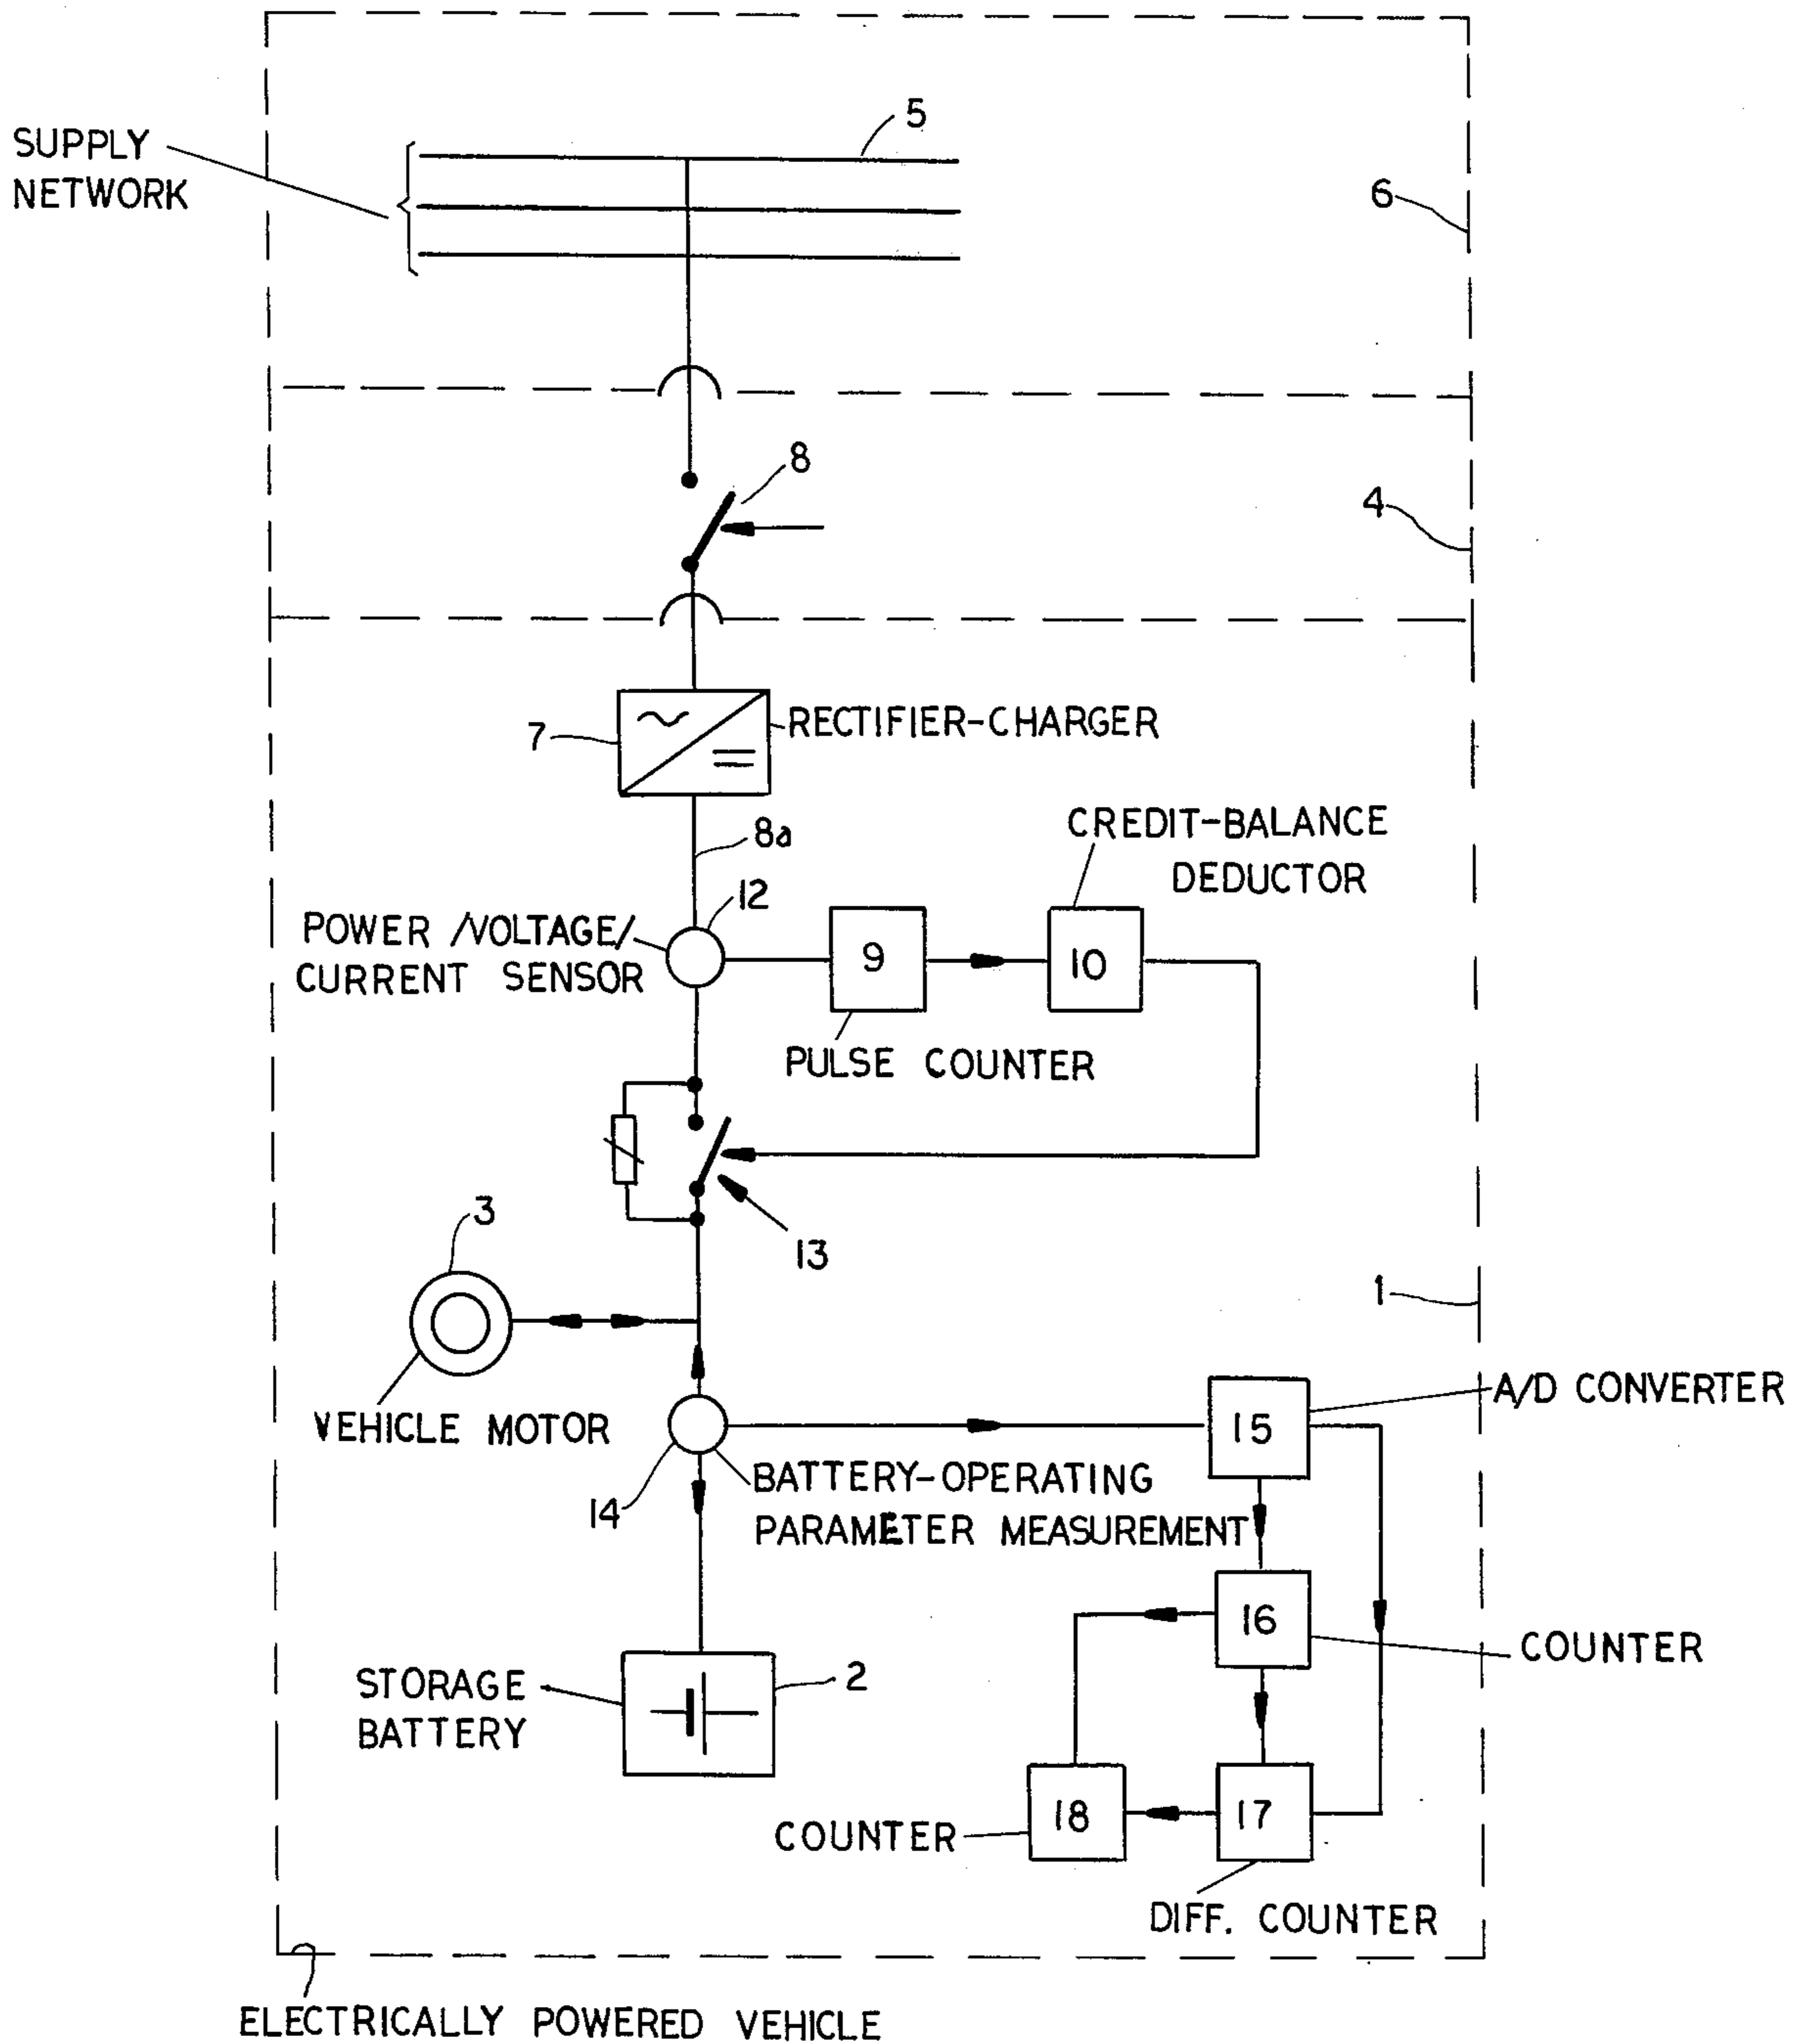 5
SUPPLY
NETWORK
6
8
4
7
RECTIFIER-CHARGER
8a
CREDIT-BALANCE
DEDUCTOR
12
POWER /VOLTAGE/
CURRENT SENSOR
9
10
PULSE COUNTER
3
13
1
VEHICLE MOTOR
A/D CONVERTER
15
14
BATTERY-OPERATING
PARAMETER MEASUREMENT
16
COUNTER
STORAGE
BATTERY
2
18
17
COUNTER
DIFF. COUNTER
ELECTRICALLY POWERED VEHICLE